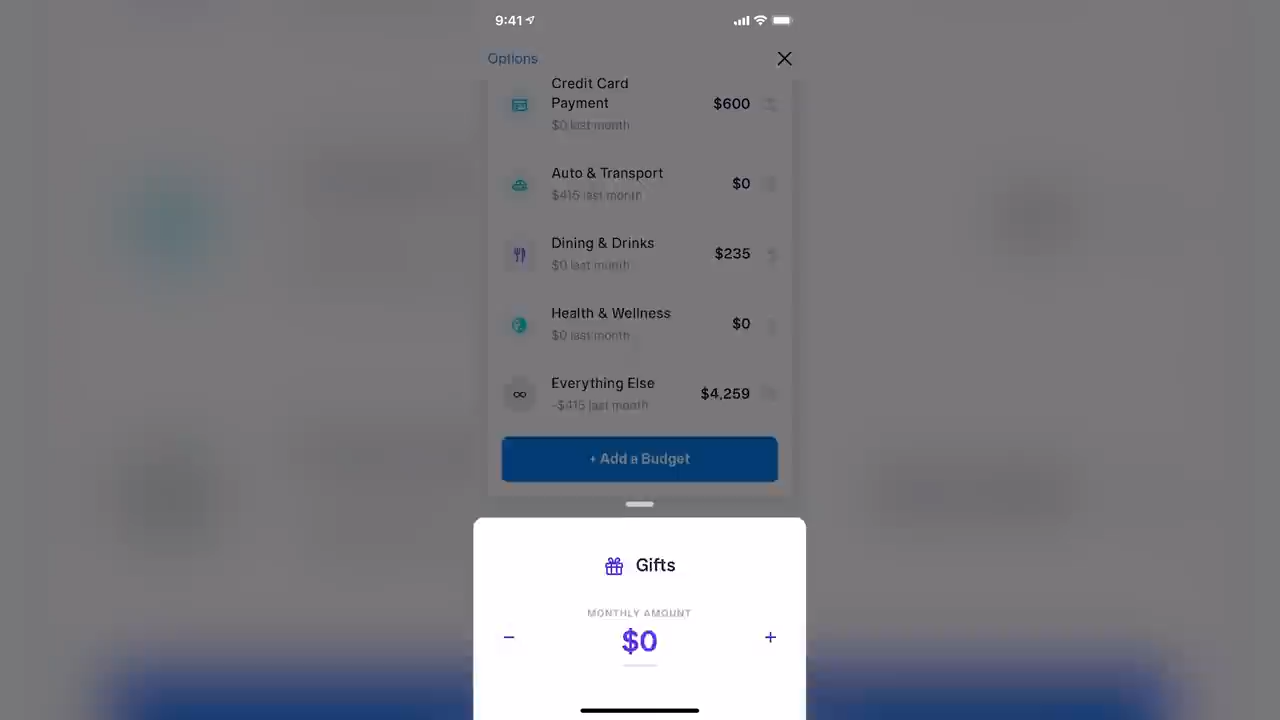 9:41
Options
Credit Card
Payment
$600
$0 last month
Auto & Transport
$0
$415 last month
Dining & Drinks
$235
$0 last month
Health & Wellness
$0
$0 last month
Everything Else
$4,259
-$415 last month
+ Add a Budget
Gifts
MONTHLY AMOUNT
− $0 +